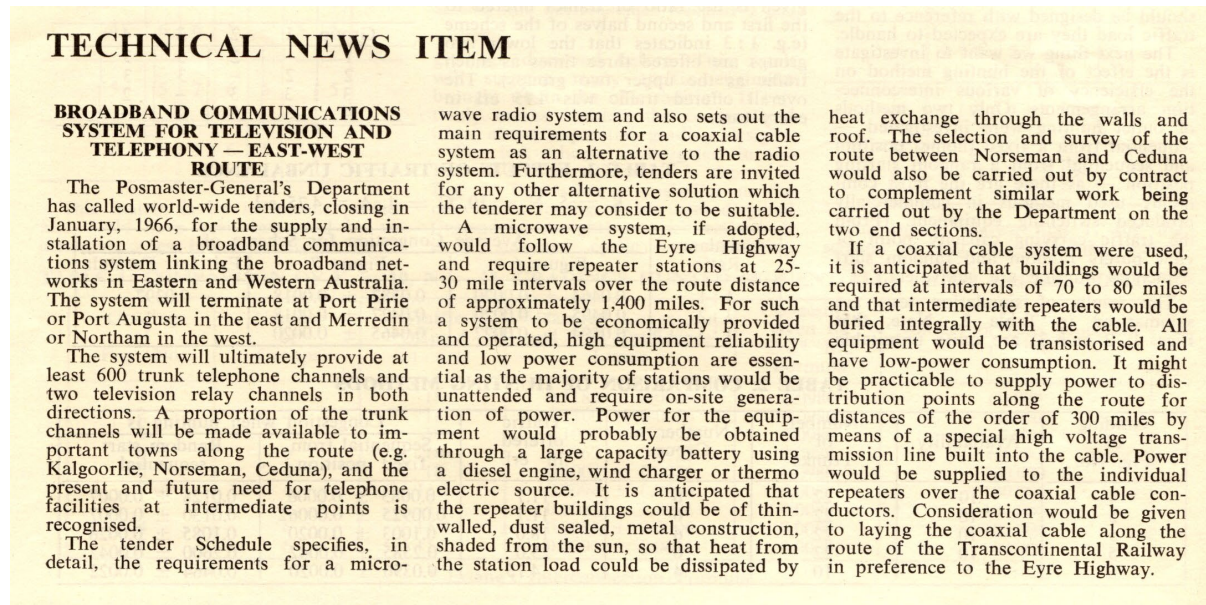 TECHNICAL NEWS ITEM
BROADBAND COMMUNICATIONS
SYSTEM FOR TELEVISION AND
TELEPHONY — EAST-WEST
ROUTE
The Posmaster-General's Department
has called world-wide tenders, closing in
January, 1966, for the supply and in-
stallation of a broadband communica-
tions system linking the broadband net-
works in Eastern and Western Australia.
The system will terminate at Port Pirie
or Port Augusta in the east and Merredin
or Northam in the west.
The system will ultimately provide at
least 600 trunk telephone channels and
two television relay channels in both
directions. A proportion of the trunk
channels will be made available to im-
portant towns along the route (e.g.
Kalgoorlie, Norseman, Ceduna), and the
present and future need for telephone
facilities at intermediate points is
recognised.
The tender Schedule specifies, in
detail, the requirements for a micro-
wave radio system and also sets out the
main requirements for a coaxial cable
system as an alternative to the radio
system. Furthermore, tenders are invited
for any other alternative solution which
the tenderer may consider to be suitable.
A microwave system, if adopted,
would follow the Eyre Highway
and require repeater stations at 25-
30 mile intervals over the route distance
of approximately 1,400 miles. For such
a system to be economically provided
and operated, high equipment reliability
and low power consumption are essen-
tial as the majority of stations would be
unattended and require on-site genera-
tion of power. Power for the equip-
ment would probably be obtained
through a large capacity battery using
a diesel engine, wind charger or thermo
electric source. It is anticipated that
the repeater buildings could be of thin-
walled, dust sealed, metal construction,
shaded from the sun, so that heat from
the station load could be dissipated by
heat exchange through the walls and
roof. The selection and survey of the
route between Norseman and Ceduna
would also be carried out by contract
to complement similar work being
carried out by the Department on the
two end sections.
If a coaxial cable system were used,
it is anticipated that buildings would be
required at intervals of 70 to 80 miles
and that intermediate repeaters would be
buried integrally with the cable. All
equipment would be transistorised and
have low-power consumption. It might
be practicable to supply power to dis-
tribution points along the route for
distances of the order of 300 miles by
means of a special high voltage trans-
mission line built into the cable. Power
would be supplied to the individual
repeaters over the coaxial cable con-
ductors. Consideration would be given
to laying the coaxial cable along the
route of the Transcontinental Railway
in preference to the Eyre Highway.